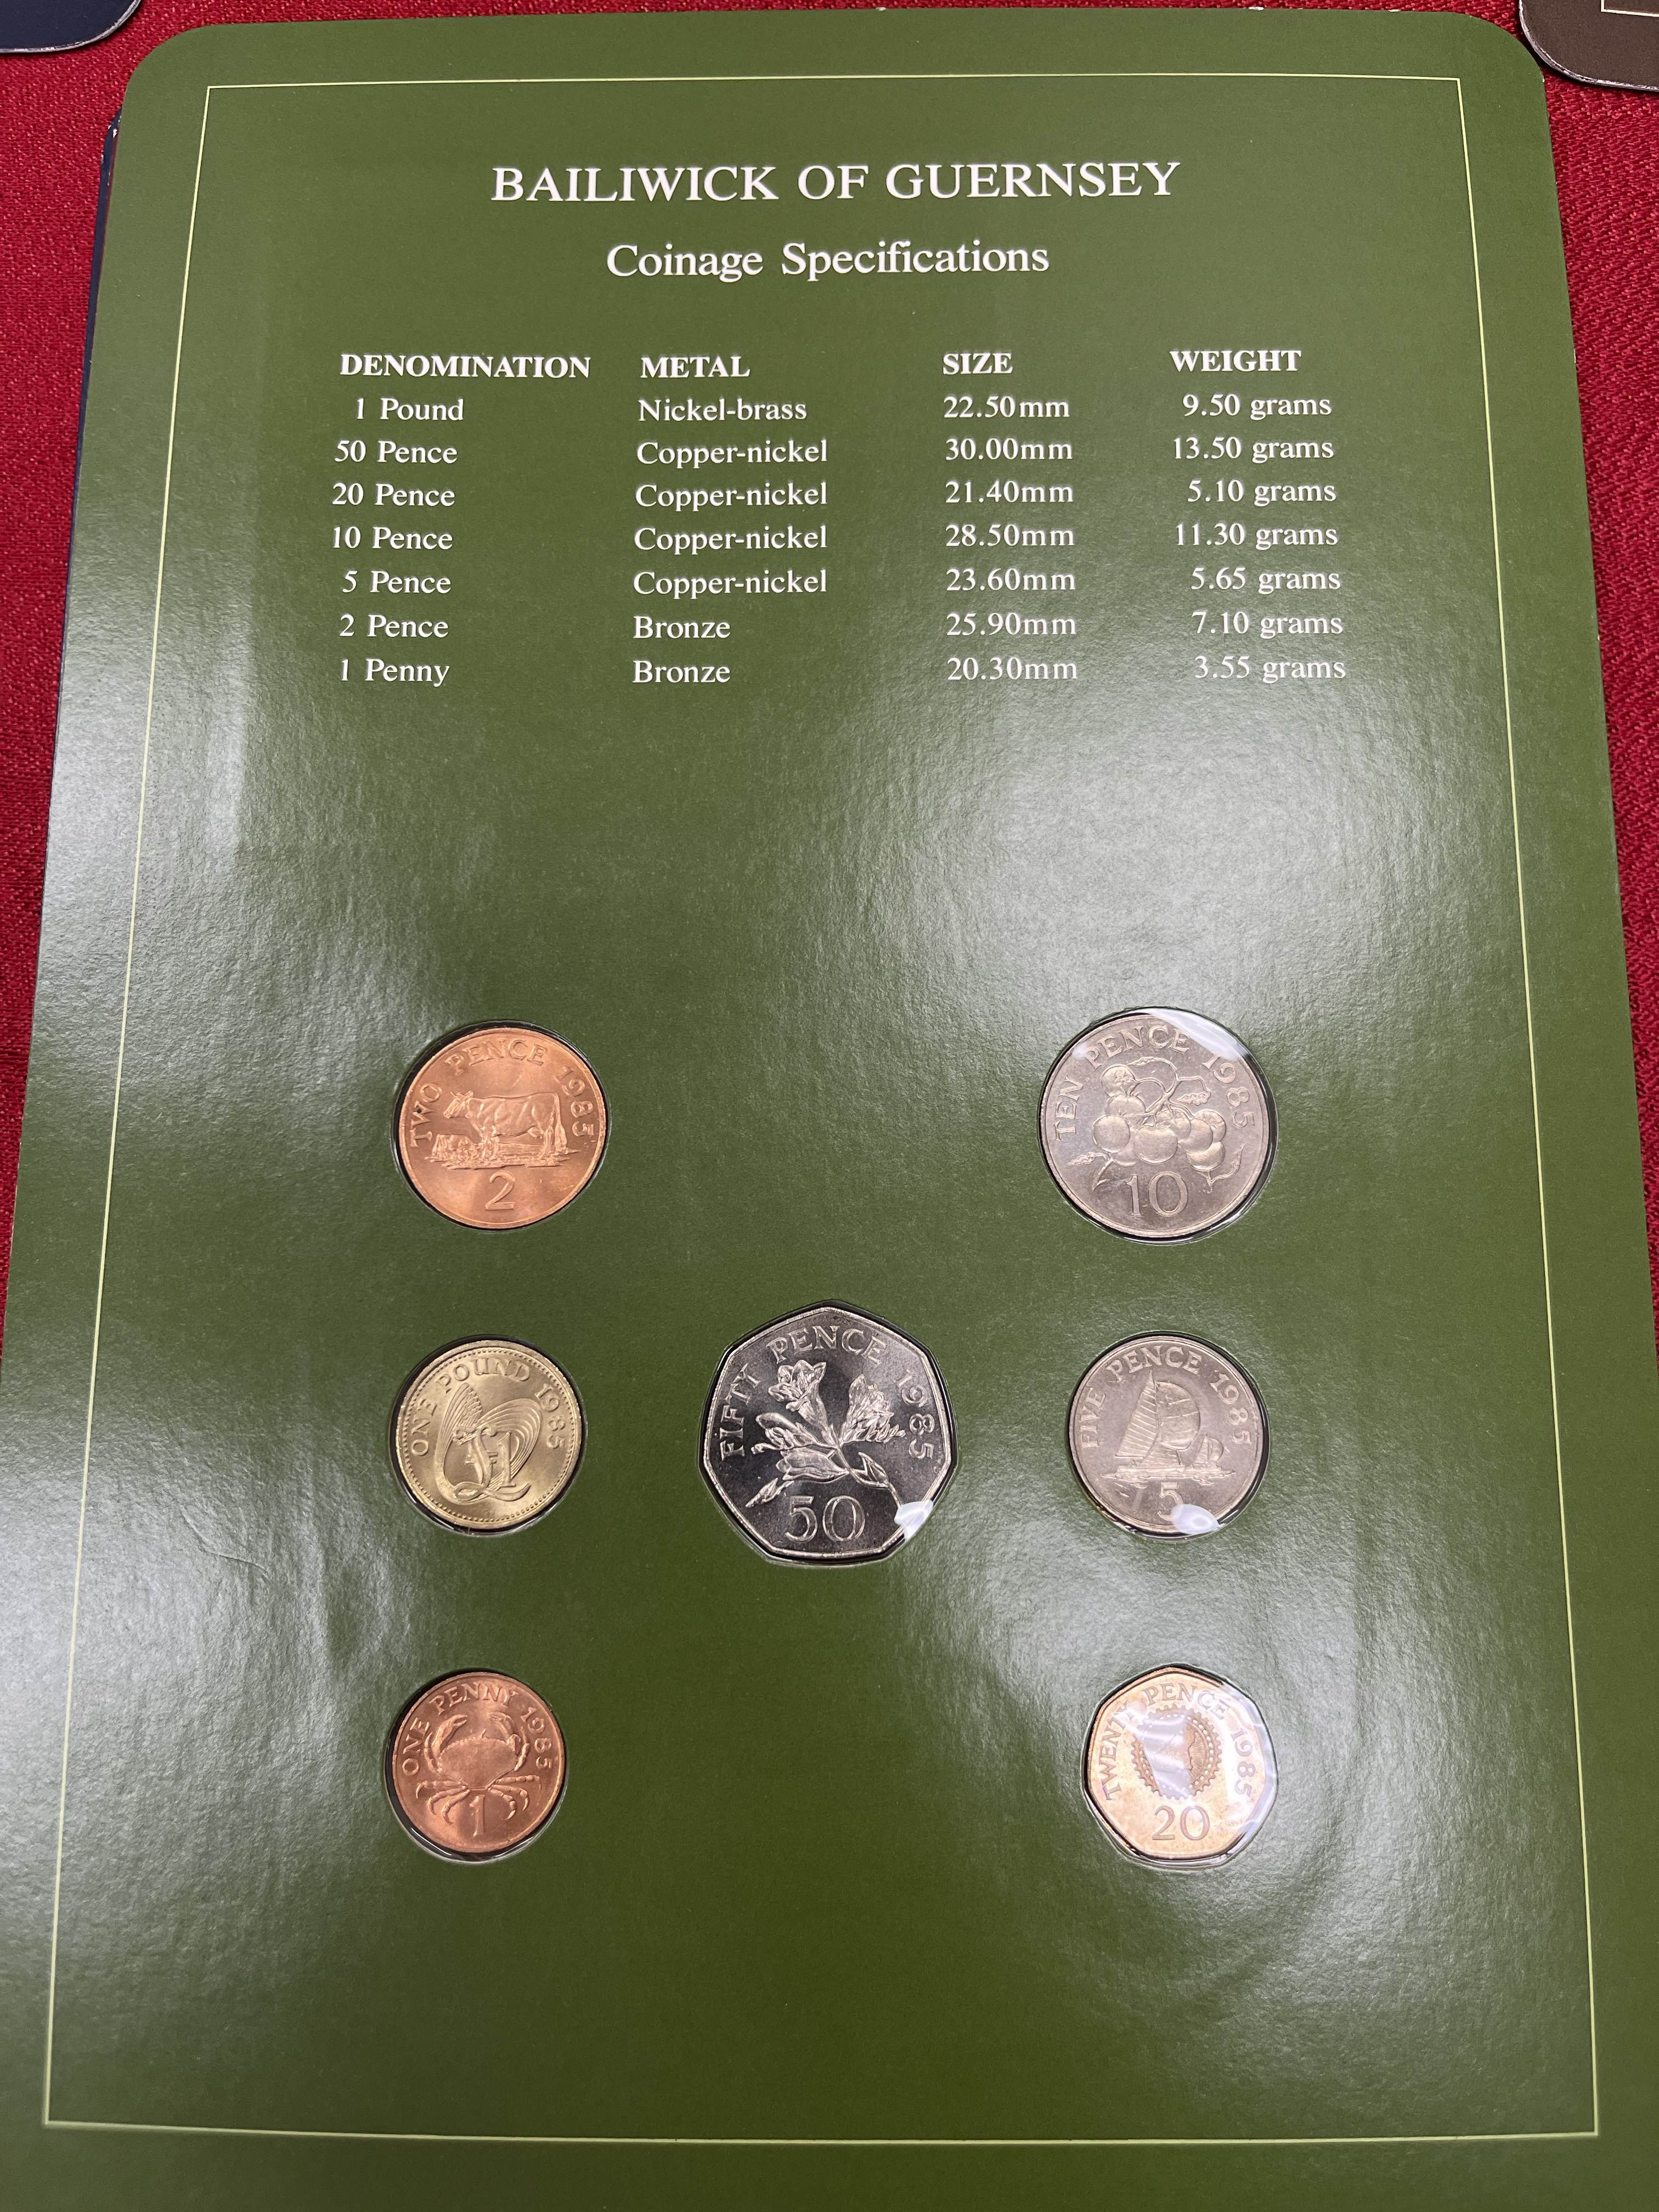 BAILIWICK OF GUERNSEY
Coinage Specifications
DENOMINATION METAL SIZE WEIGHT
1 Pound Nickel-brass 22.50mm 9.50 grams
50 Pence Copper-nickel 30.00mm 13.50 grams
20 Pence Copper-nickel 21.40mm 5.10 grams
10 Pence Copper-nickel 28.50mm 11.30 grams
5 Pence Copper-nickel 23.60mm 5.65 grams
2 Pence Bronze 25.90mm 7.10 grams
1 Penny Bronze 20.30mm 3.55 grams
TWO PENCE 1985
2
TEN PENCE 1985
10
ONE POUND 1985
£1
FIFTY PENCE 1985
50
FIVE PENCE 1985
5
ONE PENNY 1985
1
TWENTY PENCE 1985
20